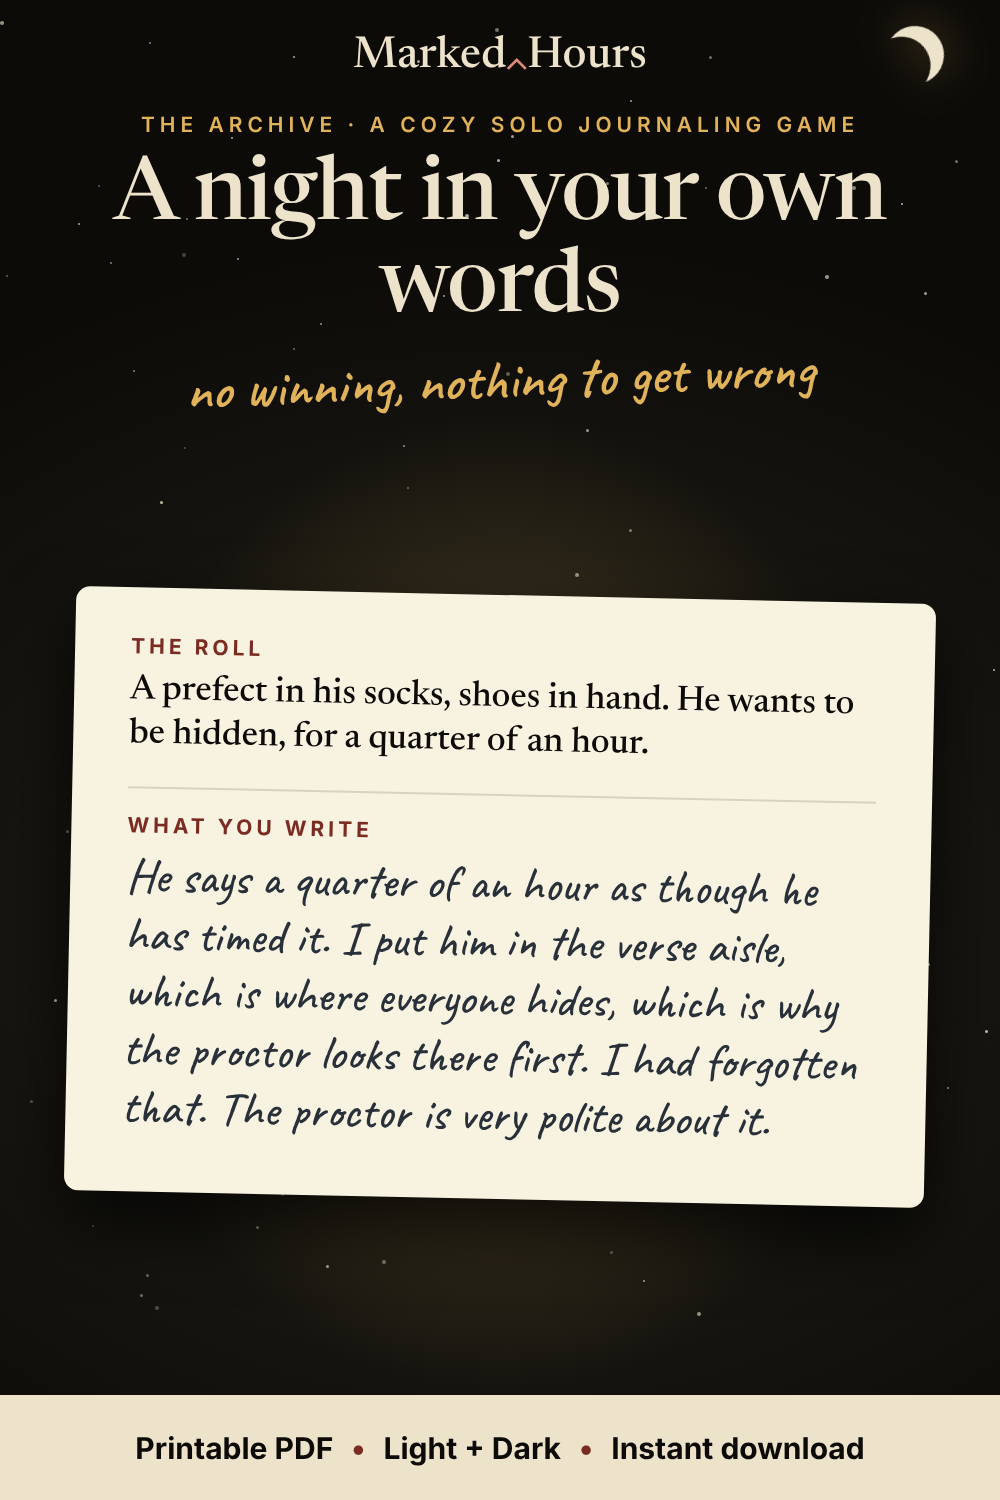 Marked‸Hours
THE ARCHIVE · A COZY SOLO JOURNALING GAME
A night in your own
words
no winning, nothing to get wrong
THE ROLL
A prefect in his socks, shoes in hand. He wants to
be hidden, for a quarter of an hour.
WHAT YOU WRITE
He says a quarter of an hour as though he
has timed it. I put him in the verse aisle,
which is where everyone hides, which is why
the proctor looks there first. I had forgotten
that. The proctor is very polite about it.
Printable PDF • Light + Dark • Instant download